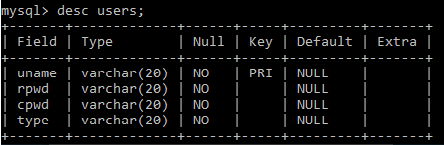 mysql> desc users;
+-------+-------------+------+-----+---------+-------+
| Field | Type        | Null | Key | Default | Extra |
+-------+-------------+------+-----+---------+-------+
| uname | varchar(20) | NO   | PRI | NULL    |       |
| rpwd  | varchar(20) | NO   |     | NULL    |       |
| cpwd  | varchar(20) | NO   |     | NULL    |       |
| type  | varchar(20) | NO   |     | NULL    |       |
+-------+-------------+------+-----+---------+-------+